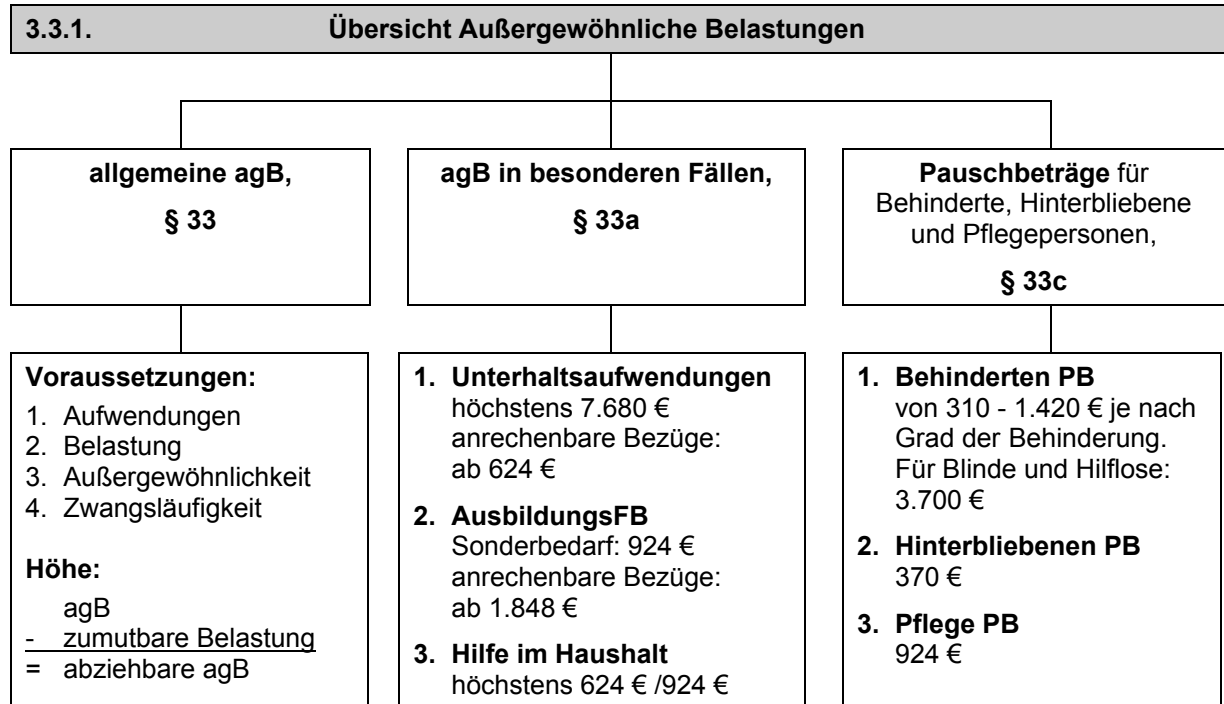 3.3.1. Übersicht Außergewöhnliche Belastungen
allgemeine agB,
§ 33
agB in besonderen Fällen,
§ 33a
Pauschbeträge für
Behinderte, Hinterbliebene
und Pflegepersonen,
§ 33c
Voraussetzungen:
1. Aufwendungen
2. Belastung
3. Außergewöhnlichkeit
4. Zwangsläufigkeit
Höhe:
agB
- zumutbare Belastung
= abziehbare agB
1. Unterhaltsaufwendungen
höchstens 7.680 €
anrechenbare Bezüge:
ab 624 €
2. AusbildungsFB
Sonderbedarf: 924 €
anrechenbare Bezüge:
ab 1.848 €
3. Hilfe im Haushalt
höchstens 624 € /924 €
1. Behinderten PB
von 310 - 1.420 € je nach
Grad der Behinderung.
Für Blinde und Hilflose:
3.700 €
2. Hinterbliebenen PB
370 €
3. Pflege PB
924 €